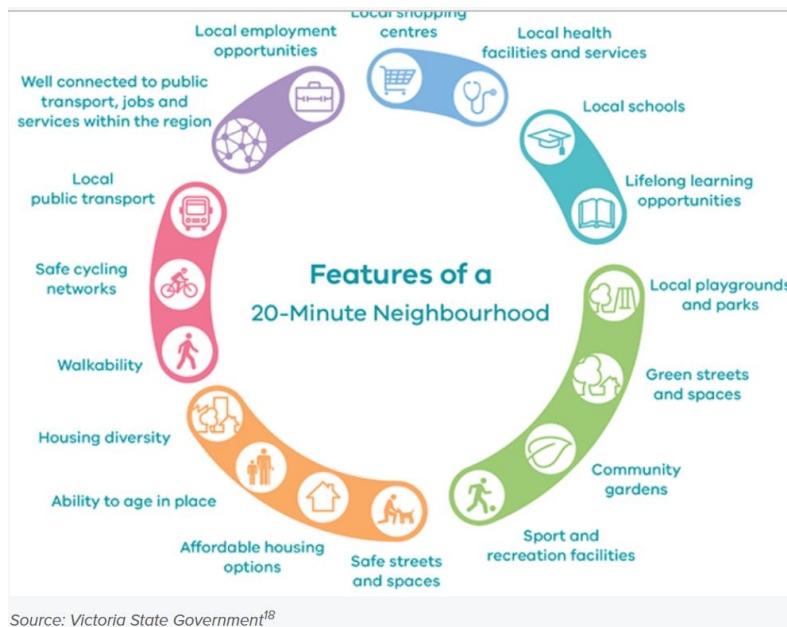 Local shopping
centres
Local health
facilities and services
Local schools
Lifelong learning
opportunities
Local playgrounds
and parks
Green streets
and spaces
Community
gardens
Sport and
recreation facilities
Safe streets
and spaces
Affordable housing
options
Ability to age in place
Housing diversity
Walkability
Safe cycling
networks
Local
public transport
Well connected to public
transport, jobs and
services within the region
Local employment
opportunities
Features of a
20-Minute Neighbourhood
Source: Victoria State Government18